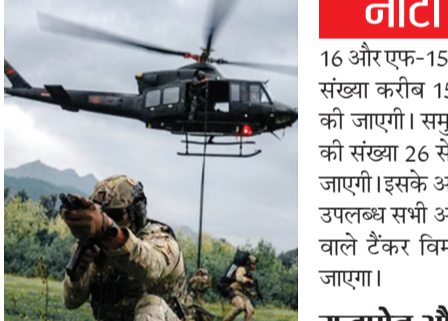 नाटो
16 और एफ-15
संख्या करीब 15
की जाएगी। समु
की संख्या 26 से
जाएगी। इसके अ
उपलब्ध सभी अ
वाले टैंकर विम
जाएगा।